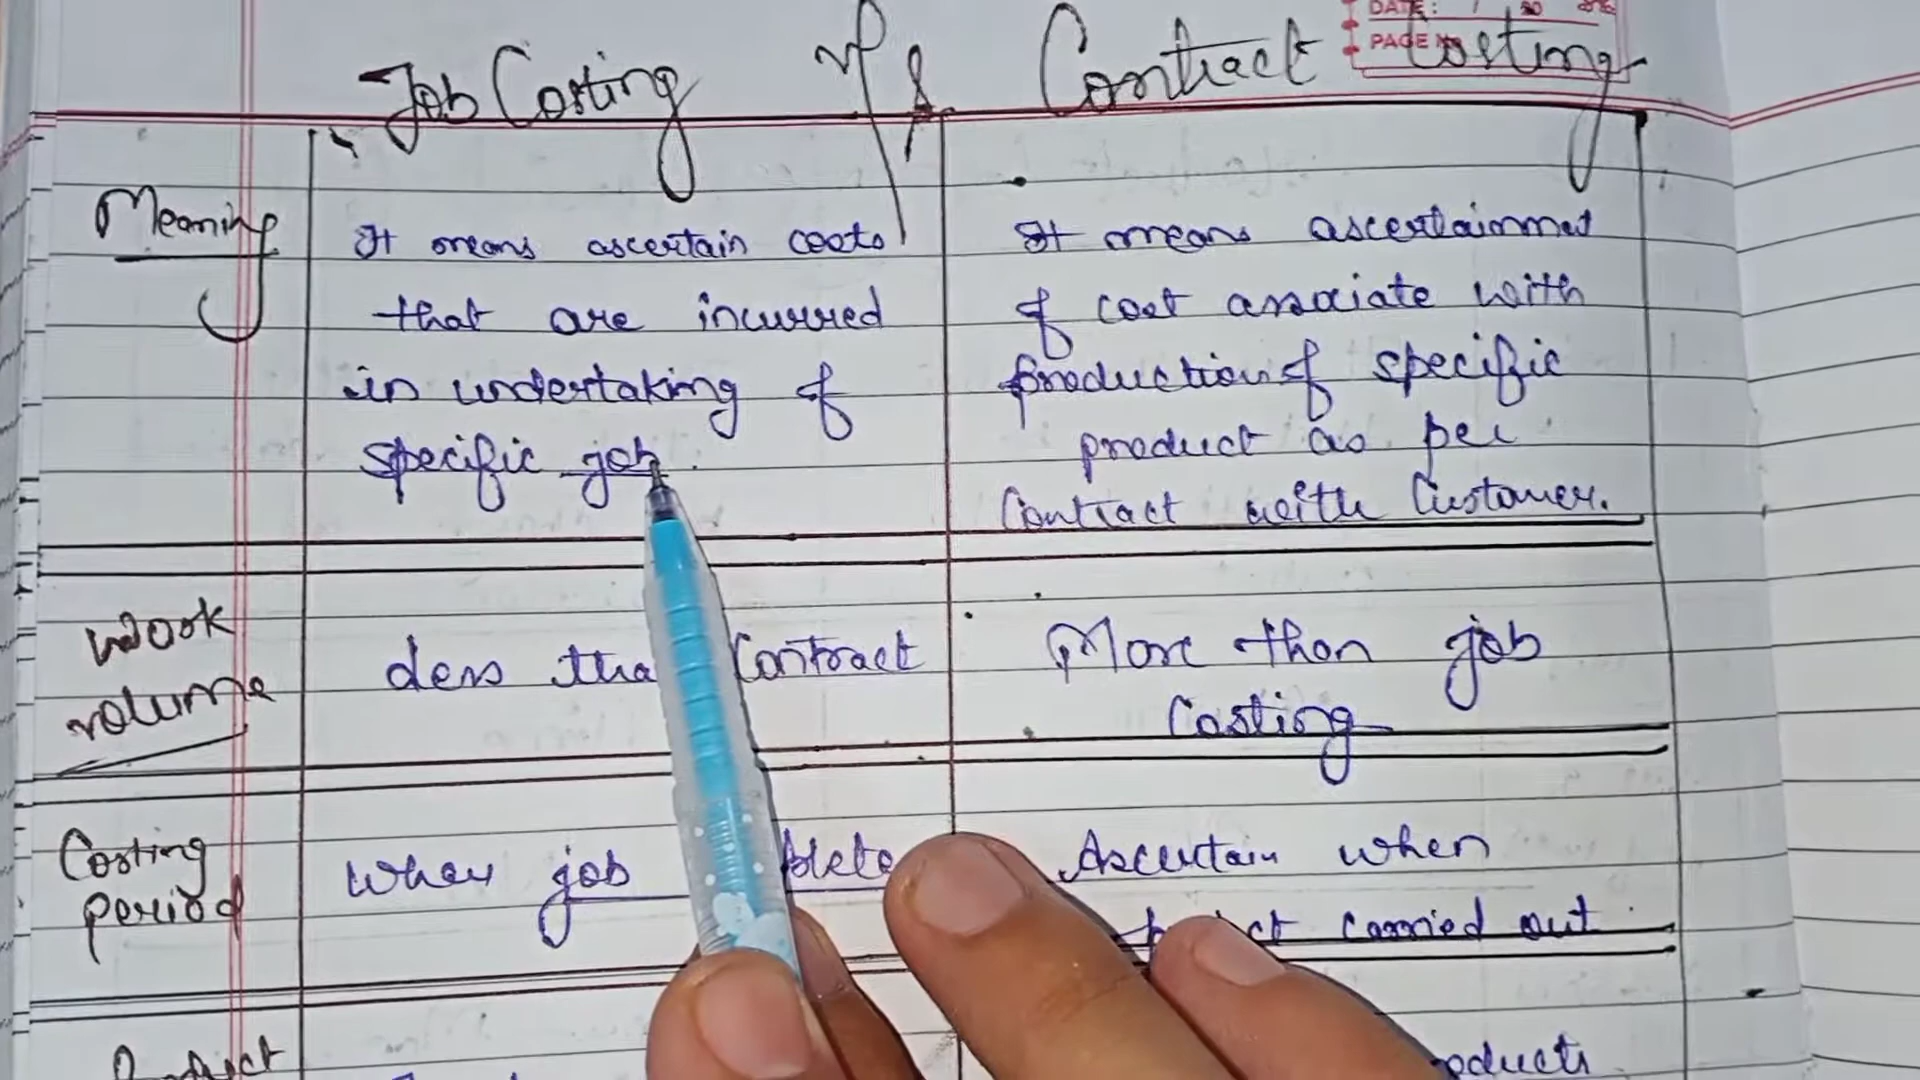 DATE:
PAGE No
Job Costing v/s Contract Costing
Meaning
It means ascertain costs
that are incurred
in undertaking of
specific job.
It means ascertainmet
of cost associate with
production of specific
product as per
Contract with Customer.
Work
volume
Less than Contract
More than job
Costing
Costing
period
When job
Ascertain when
carried out